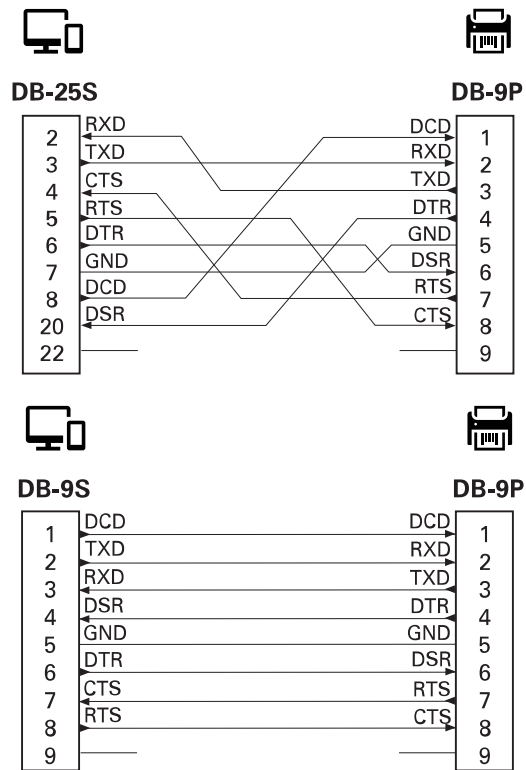 DB-25S DB-9P
2 RXD DCD 1
3 TXD RXD 2
4 CTS TXD 3
5 RTS DTR 4
6 DTR GND 5
7 GND DSR 6
8 DCD RTS 7
20 DSR CTS 8
22 9
DB-9S DB-9P
1 DCD DCD 1
2 TXD RXD 2
3 RXD TXD 3
4 DSR DTR 4
5 GND GND 5
6 DTR DSR 6
7 CTS RTS 7
8 RTS CTS 8
9 9